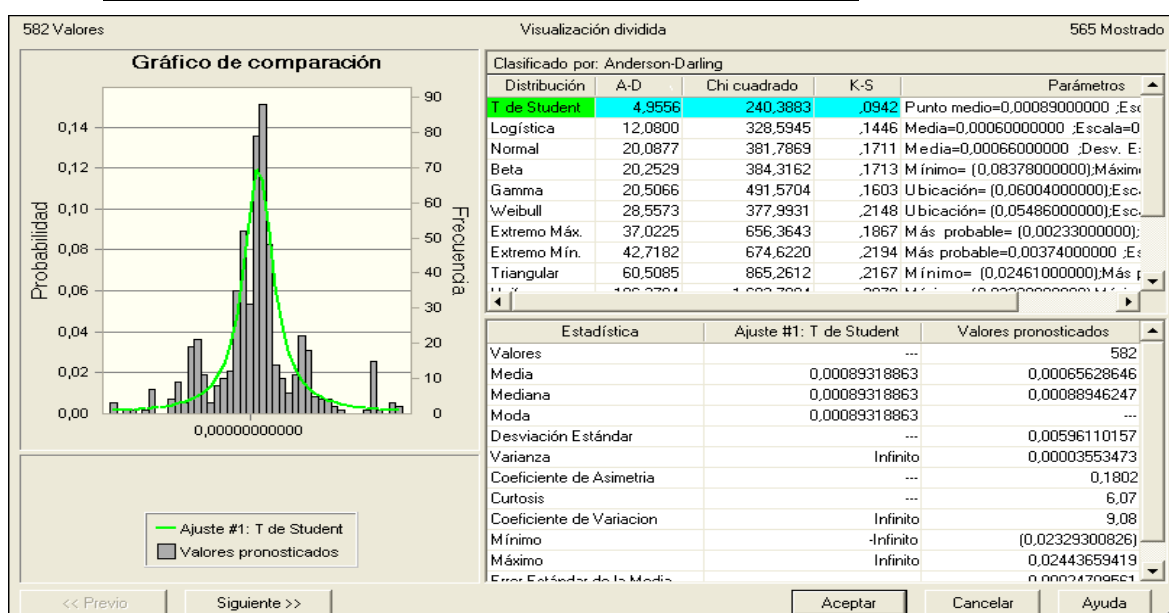 582 Valores Visualización dividida 565 Mostrado
Gráfico de comparación
Probabilidad
0,14
0,12
0,10
0,08
0,06
0,04
0,02
0,00
0,00000000000
90
80
70
60
50
40
30
20
10
0
Frecuencia
Ajuste #1: T de Student
Valores pronosticados
Clasificado por: Anderson-Darling
Distribución A-D Chi cuadrado K-S Parámetros
T de Student 4,9556 240,3883 ,0942 Punto medio=0,00089000000 ;Esc
Logística 12,0800 328,5945 ,1446 Media=0,00060000000 ;Escala=0
Normal 20,0877 381,7869 ,1711 Media=0,00066000000 ;Desv. E
Beta 20,2529 384,3162 ,1713 Mínimo= (0,08378000000);Máxim
Gamma 20,5066 491,5704 ,1603 Ubicación= (0,06004000000);Esc
Weibull 28,5573 377,9931 ,2148 Ubicación= (0,05486000000);Esc
Extremo Máx. 37,0225 656,3643 ,1867 Más probable= (0,00233000000);
Extremo Mín. 42,7182 674,6220 ,2194 Más probable=0,00374000000 ;E
Triangular 60,5085 865,2612 ,2167 Mínimo= (0,02461000000);Más p
Estadística Ajuste #1: T de Student Valores pronosticados
Valores --- 582
Media 0,00089318863 0,00065628646
Mediana 0,00089318863 0,00088946247
Moda 0,00089318863 ---
Desviación Estándar --- 0,00596110157
Varianza Infinito 0,00003553473
Coeficiente de Asimetria --- 0,1802
Curtosis --- 6,07
Coeficiente de Variacion Infinito 9,08
Mínimo -Infinito (0,02329300826)
Máximo Infinito 0,02443659419
Error Estándar de la Media 0,00024709561
<< Previo Siguiente >> Aceptar Cancelar Ayuda